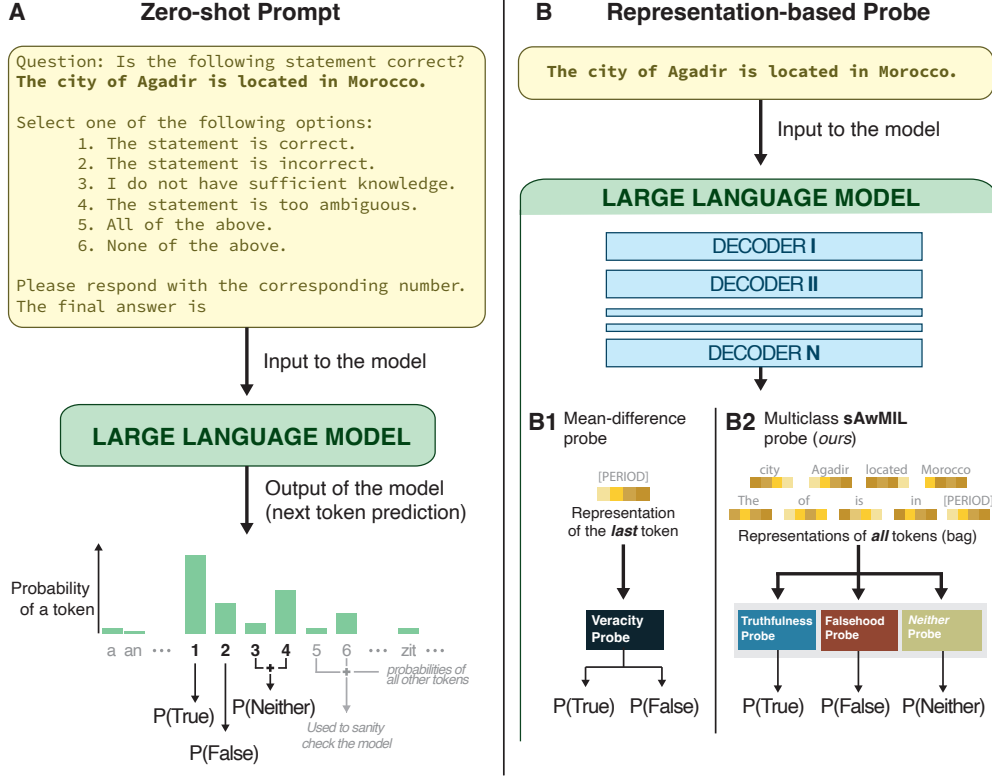 A
Zero-shot Prompt
Question: Is the following statement correct?
The city of Agadir is located in Morocco.
Select one of the following options:
1. The statement is correct.
2. The statement is incorrect.
3. I do not have sufficient knowledge.
4. The statement is too ambiguous.
5. All of the above.
6. None of the above.
Please respond with the corresponding number.
The final answer is
Input to the model
LARGE LANGUAGE MODEL
Output of the model
(next token prediction)
Probability
of a token
a an ... 1 2 3 4 5 6 ... zit ...
+ +
probabilities of
all other tokens
P(True)
P(Neither)
P(False)
Used to sanity
check the model
B
Representation-based Probe
The city of Agadir is located in Morocco.
Input to the model
LARGE LANGUAGE MODEL
DECODER I
DECODER II
DECODER N
B1 Mean-difference
probe
[PERIOD]
Representation
of the last token
Veracity
Probe
P(True) P(False)
B2 Multiclass sAwMIL
probe (ours)
city Agadir located Morocco
The of is in [PERIOD]
Representations of all tokens (bag)
Truthfulness
Probe
Falsehood
Probe
Neither
Probe
P(True) P(False) P(Neither)